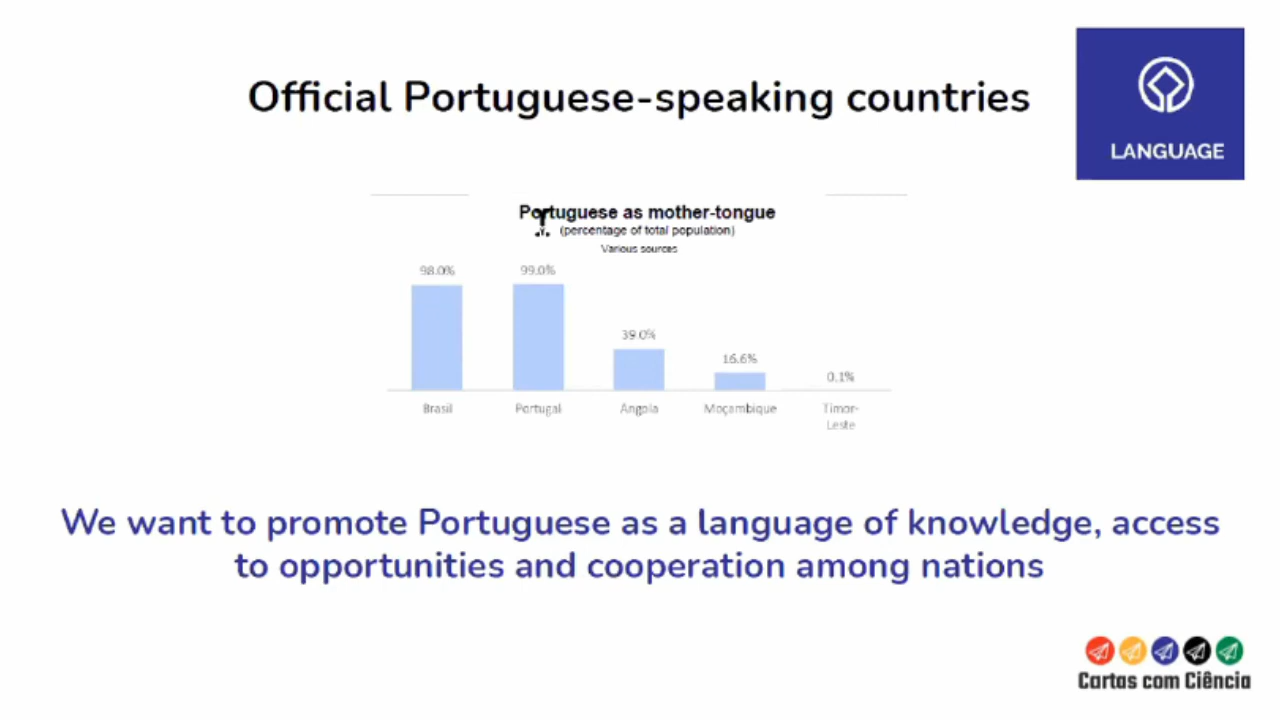 Official Portuguese-speaking countries
LANGUAGE
Portuguese as mother-tongue
(percentage of total population)
Various sources
98.0%
99.0%
39.0%
16.6%
0.1%
Brasil
Portugal
Angola
Moçambique
Timor-
Leste
We want to promote Portuguese as a language of knowledge, access
to opportunities and cooperation among nations
Cartas com Ciência